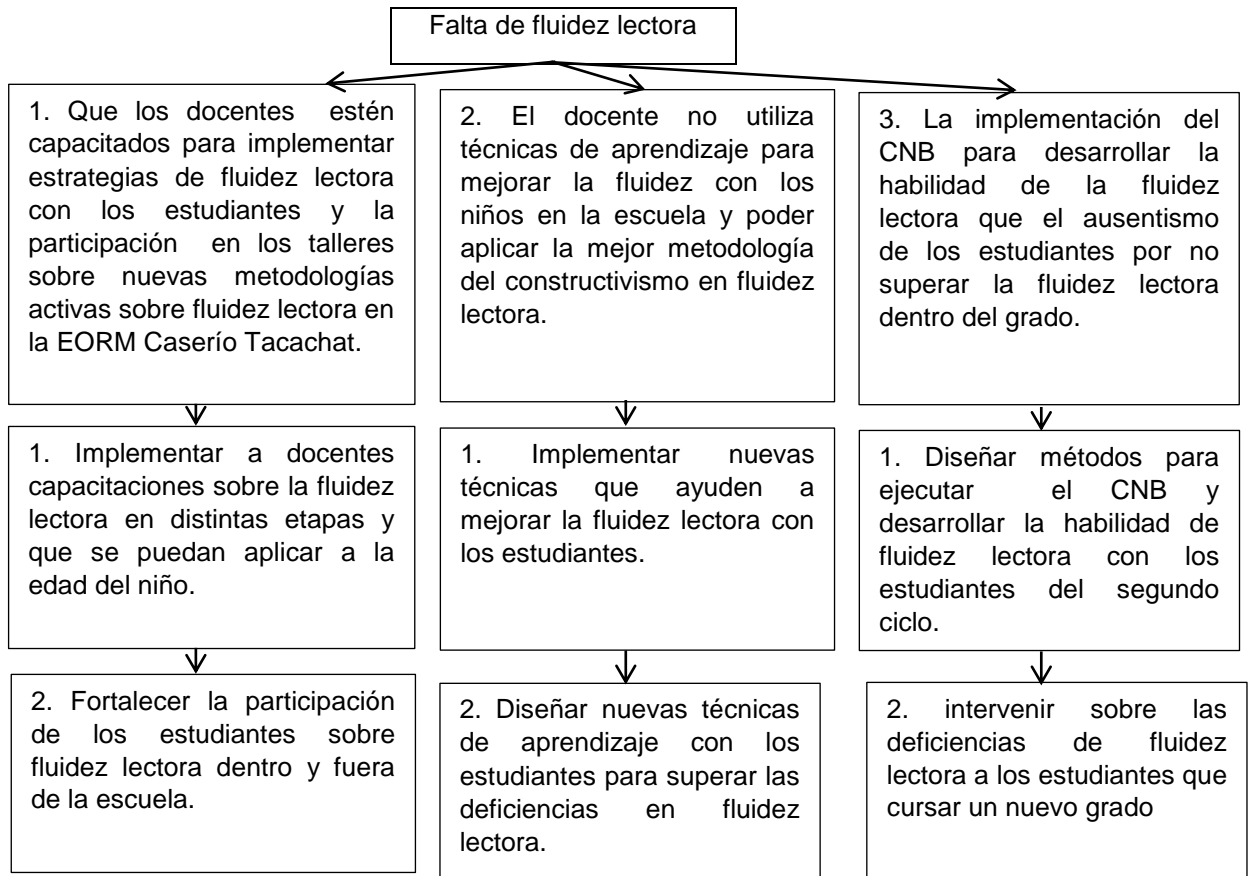 Falta de fluidez lectora
1. Que los docentes estén
capacitados para implementar
estrategias de fluidez lectora
con los estudiantes y la
participación en los talleres
sobre nuevas metodologías
activas sobre fluidez lectora en
la EORM Caserío Tacachat.
2. El docente no utiliza
técnicas de aprendizaje para
mejorar la fluidez con los
niños en la escuela y poder
aplicar la mejor metodología
del constructivismo en fluidez
lectora.
3. La implementación del
CNB para desarrollar la
habilidad de la fluidez
lectora que el ausentismo
de los estudiantes por no
superar la fluidez lectora
dentro del grado.
1. Implementar a docentes
capacitaciones sobre la fluidez
lectora en distintas etapas y
que se puedan aplicar a la
edad del niño.
1. Implementar nuevas
técnicas que ayuden a
mejorar la fluidez lectora con
los estudiantes.
1. Diseñar métodos para
ejecutar el CNB y
desarrollar la habilidad de
fluidez lectora con los
estudiantes del segundo
ciclo.
2. Fortalecer la participación
de los estudiantes sobre
fluidez lectora dentro y fuera
de la escuela.
2. Diseñar nuevas técnicas
de aprendizaje con los
estudiantes para superar las
deficiencias en fluidez
lectora.
2. intervenir sobre las
deficiencias de fluidez
lectora a los estudiantes que
cursar un nuevo grado